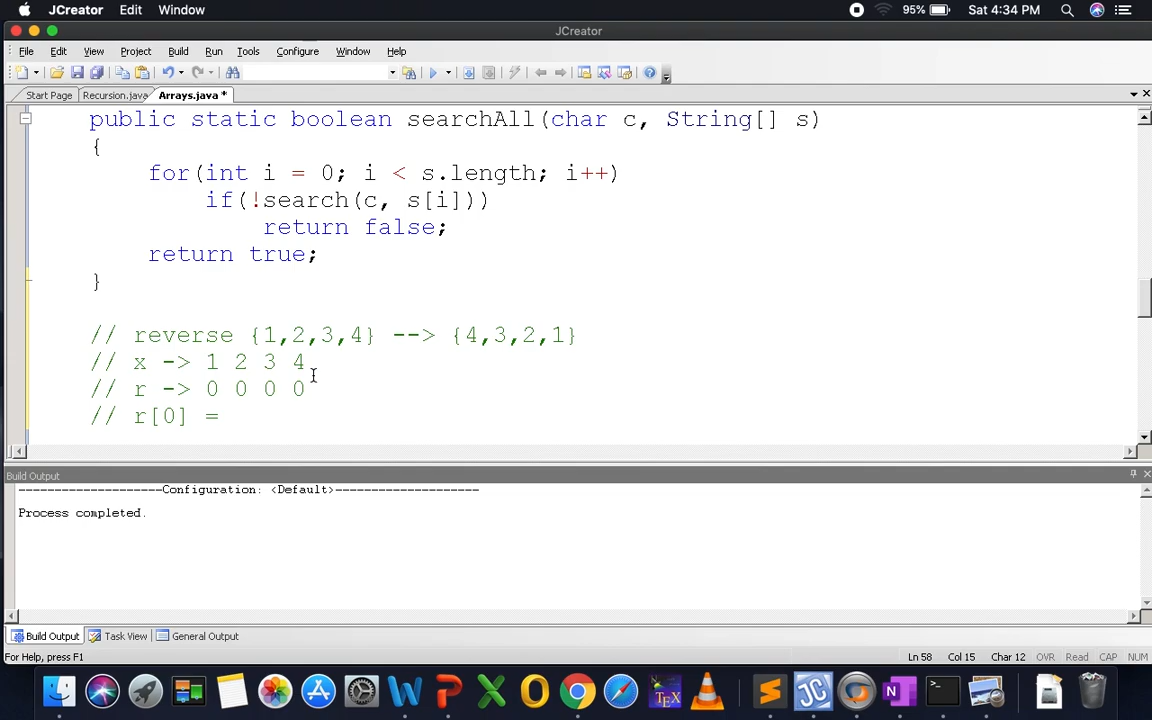 JCreator Edit Window 95% Sat 4:34 PM
JCreator
File Edit View Project Build Run Tools Configure Window Help
Start Page Recursion.java Arrays.java *
public static boolean searchAll(char c, String[] s)
{
for(int i = 0; i < s.length; i++)
if(!search(c, s[i]))
return false;
return true;
}
// reverse {1,2,3,4} --> {4,3,2,1}
// x -> 1 2 3 4
// r -> 0 0 0 0
// r[0] =
Build Output
--------------------Configuration: <Default>--------------------
Process completed.
Build Output Task View General Output
For Help, press F1 Ln 58 Col 15 Char 12 OVR Read CAP NUM